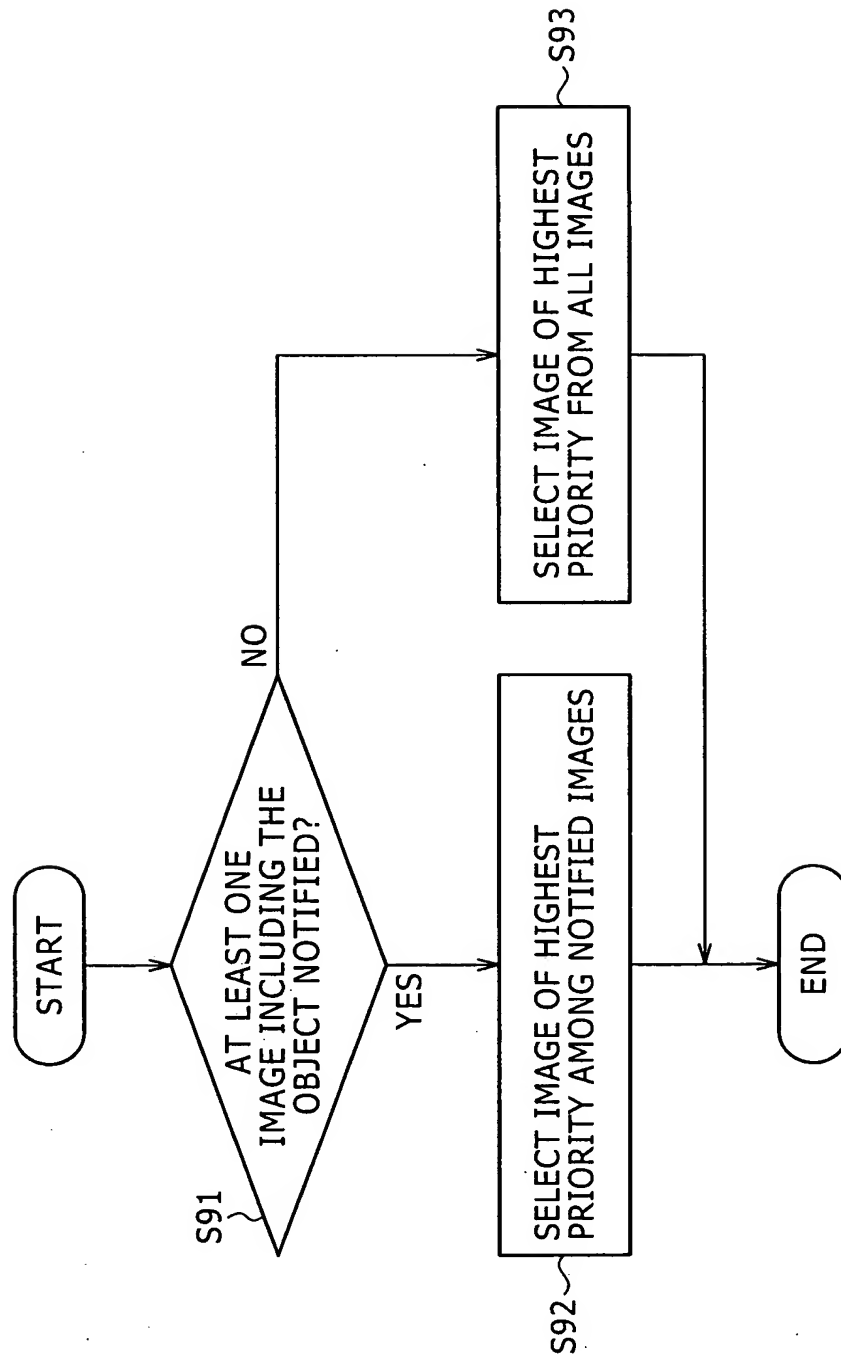 START
S91
AT LEAST ONE
IMAGE INCLUDING THE
OBJECT NOTIFIED?
NO
YES
S92
SELECT IMAGE OF HIGHEST
PRIORITY AMONG NOTIFIED IMAGES
S93
SELECT IMAGE OF HIGHEST
PRIORITY FROM ALL IMAGES
END